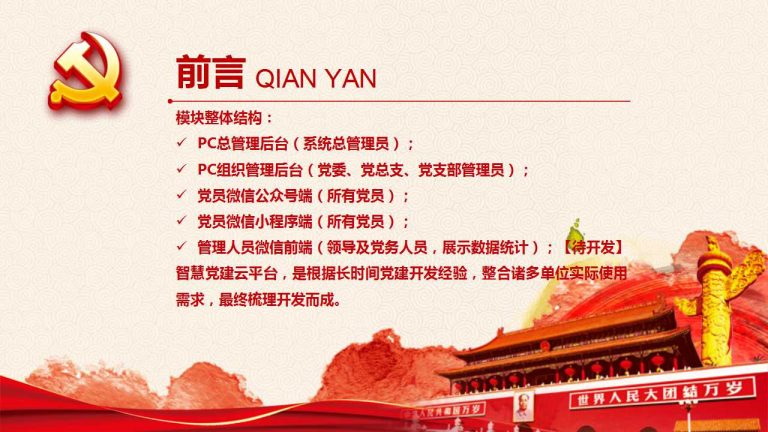 前言 QIAN YAN
模块整体结构：
✓ PC总管理后台（系统总管理员）；
✓ PC组织管理后台（党委、党总支、党支部管理员）；
✓ 党员微信公众号端（所有党员）；
✓ 党员微信小程序端（所有党员）；
✓ 管理人员微信前端（领导及党务人员，展示数据统计）；【待开发】
智慧党建云平台，是根据长时间党建开发经验，整合诸多单位实际使用
需求，最终梳理开发而成。
中华人民共和国万岁
世界人民大团结万岁